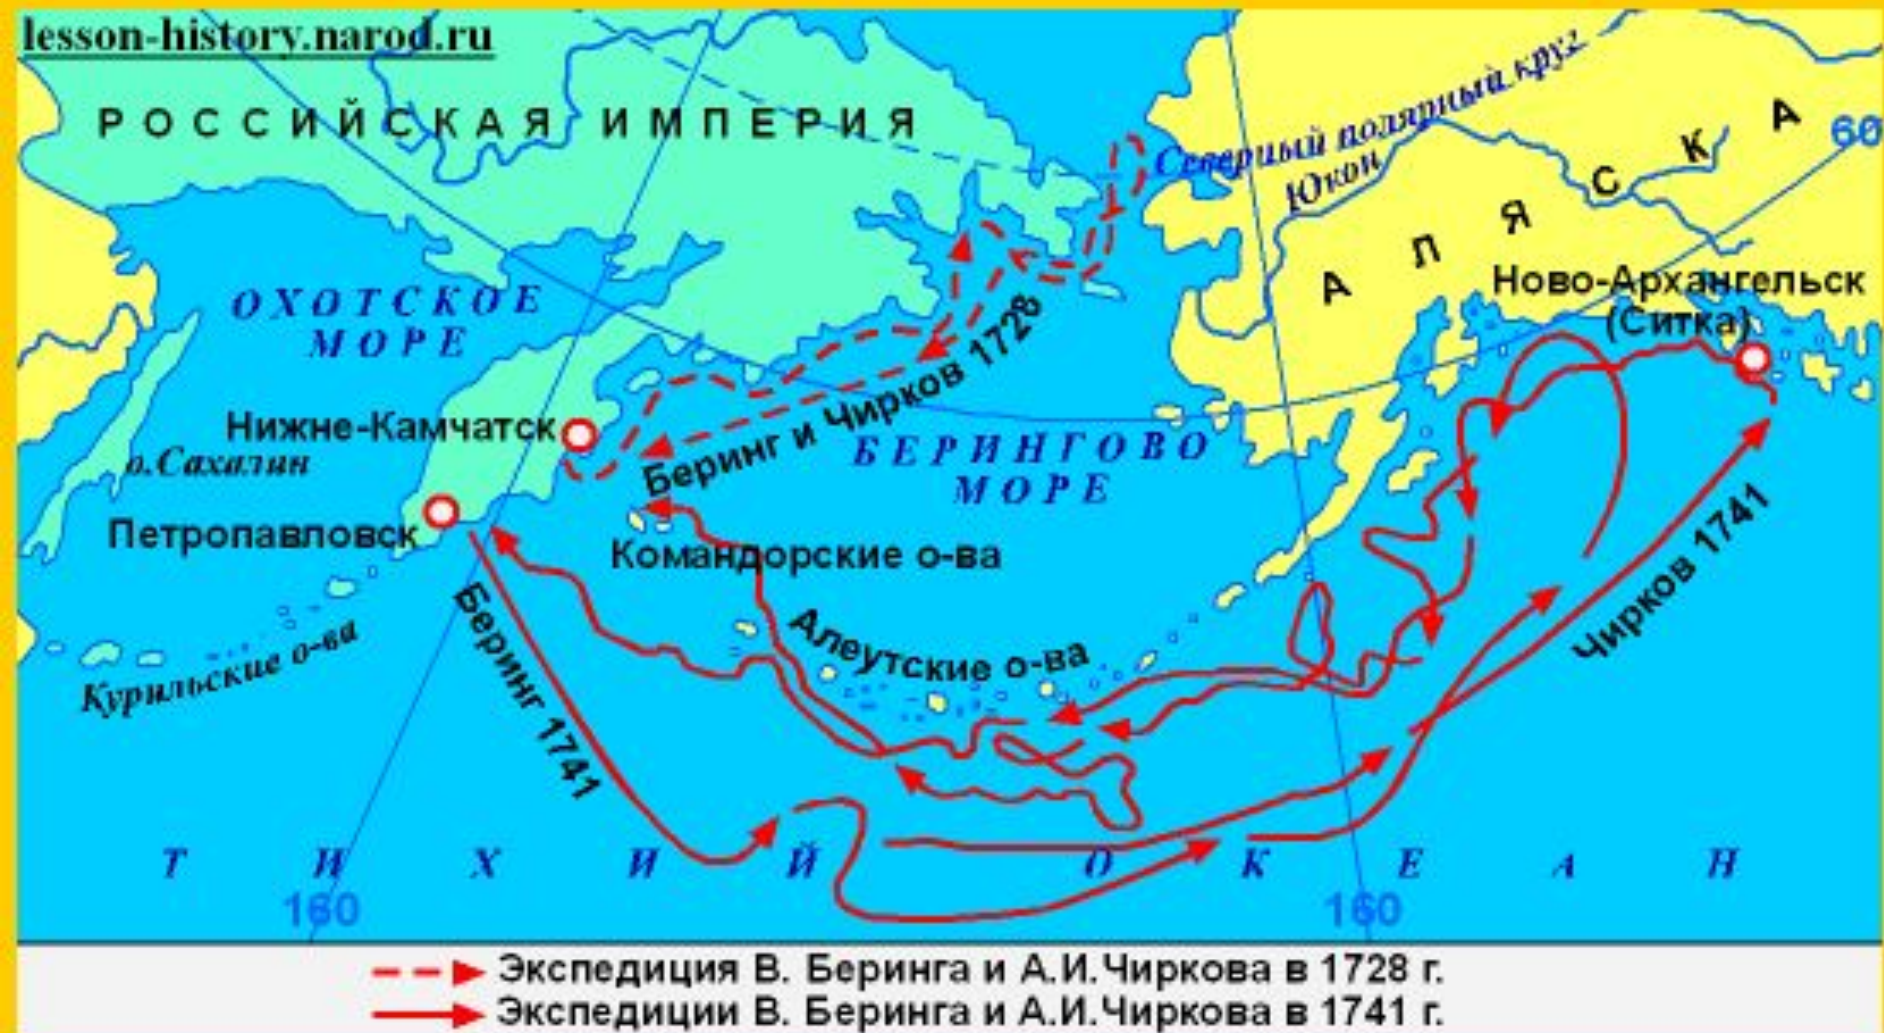 lesson-history.narod.ru
РОССИЙСКАЯ ИМПЕРИЯ
Северный полярный круг
Юкон
АЛЯСКА
60
ОХОТСКОЕ
МОРЕ
Ново-Архангельск
(Ситка)
Нижне-Камчатск
о.Сахалин
Беринг и Чирков 1728
БЕРИНГОВО
МОРЕ
Петропавловск
Командорские о-ва
Чирков 1741
Беринг 1741
Алеутские о-ва
Курильские о-ва
ТИХИЙ ОКЕАН
160
160
Экспедиция В. Беринга и А.И.Чиркова в 1728 г.
Экспедиции В. Беринга и А.И.Чиркова в 1741 г.